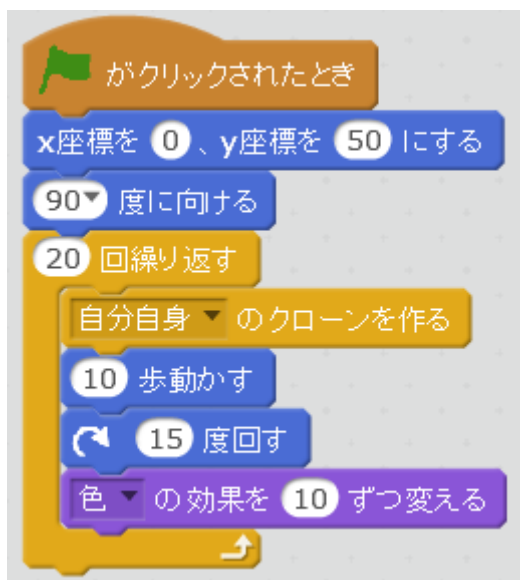 がクリックされたとき
x座標を 0 、y座標を 50 にする
90 度に向ける
20 回繰り返す
自分自身 のクローンを作る
10 歩動かす
15 度回す
色 の効果を 10 ずつ変える